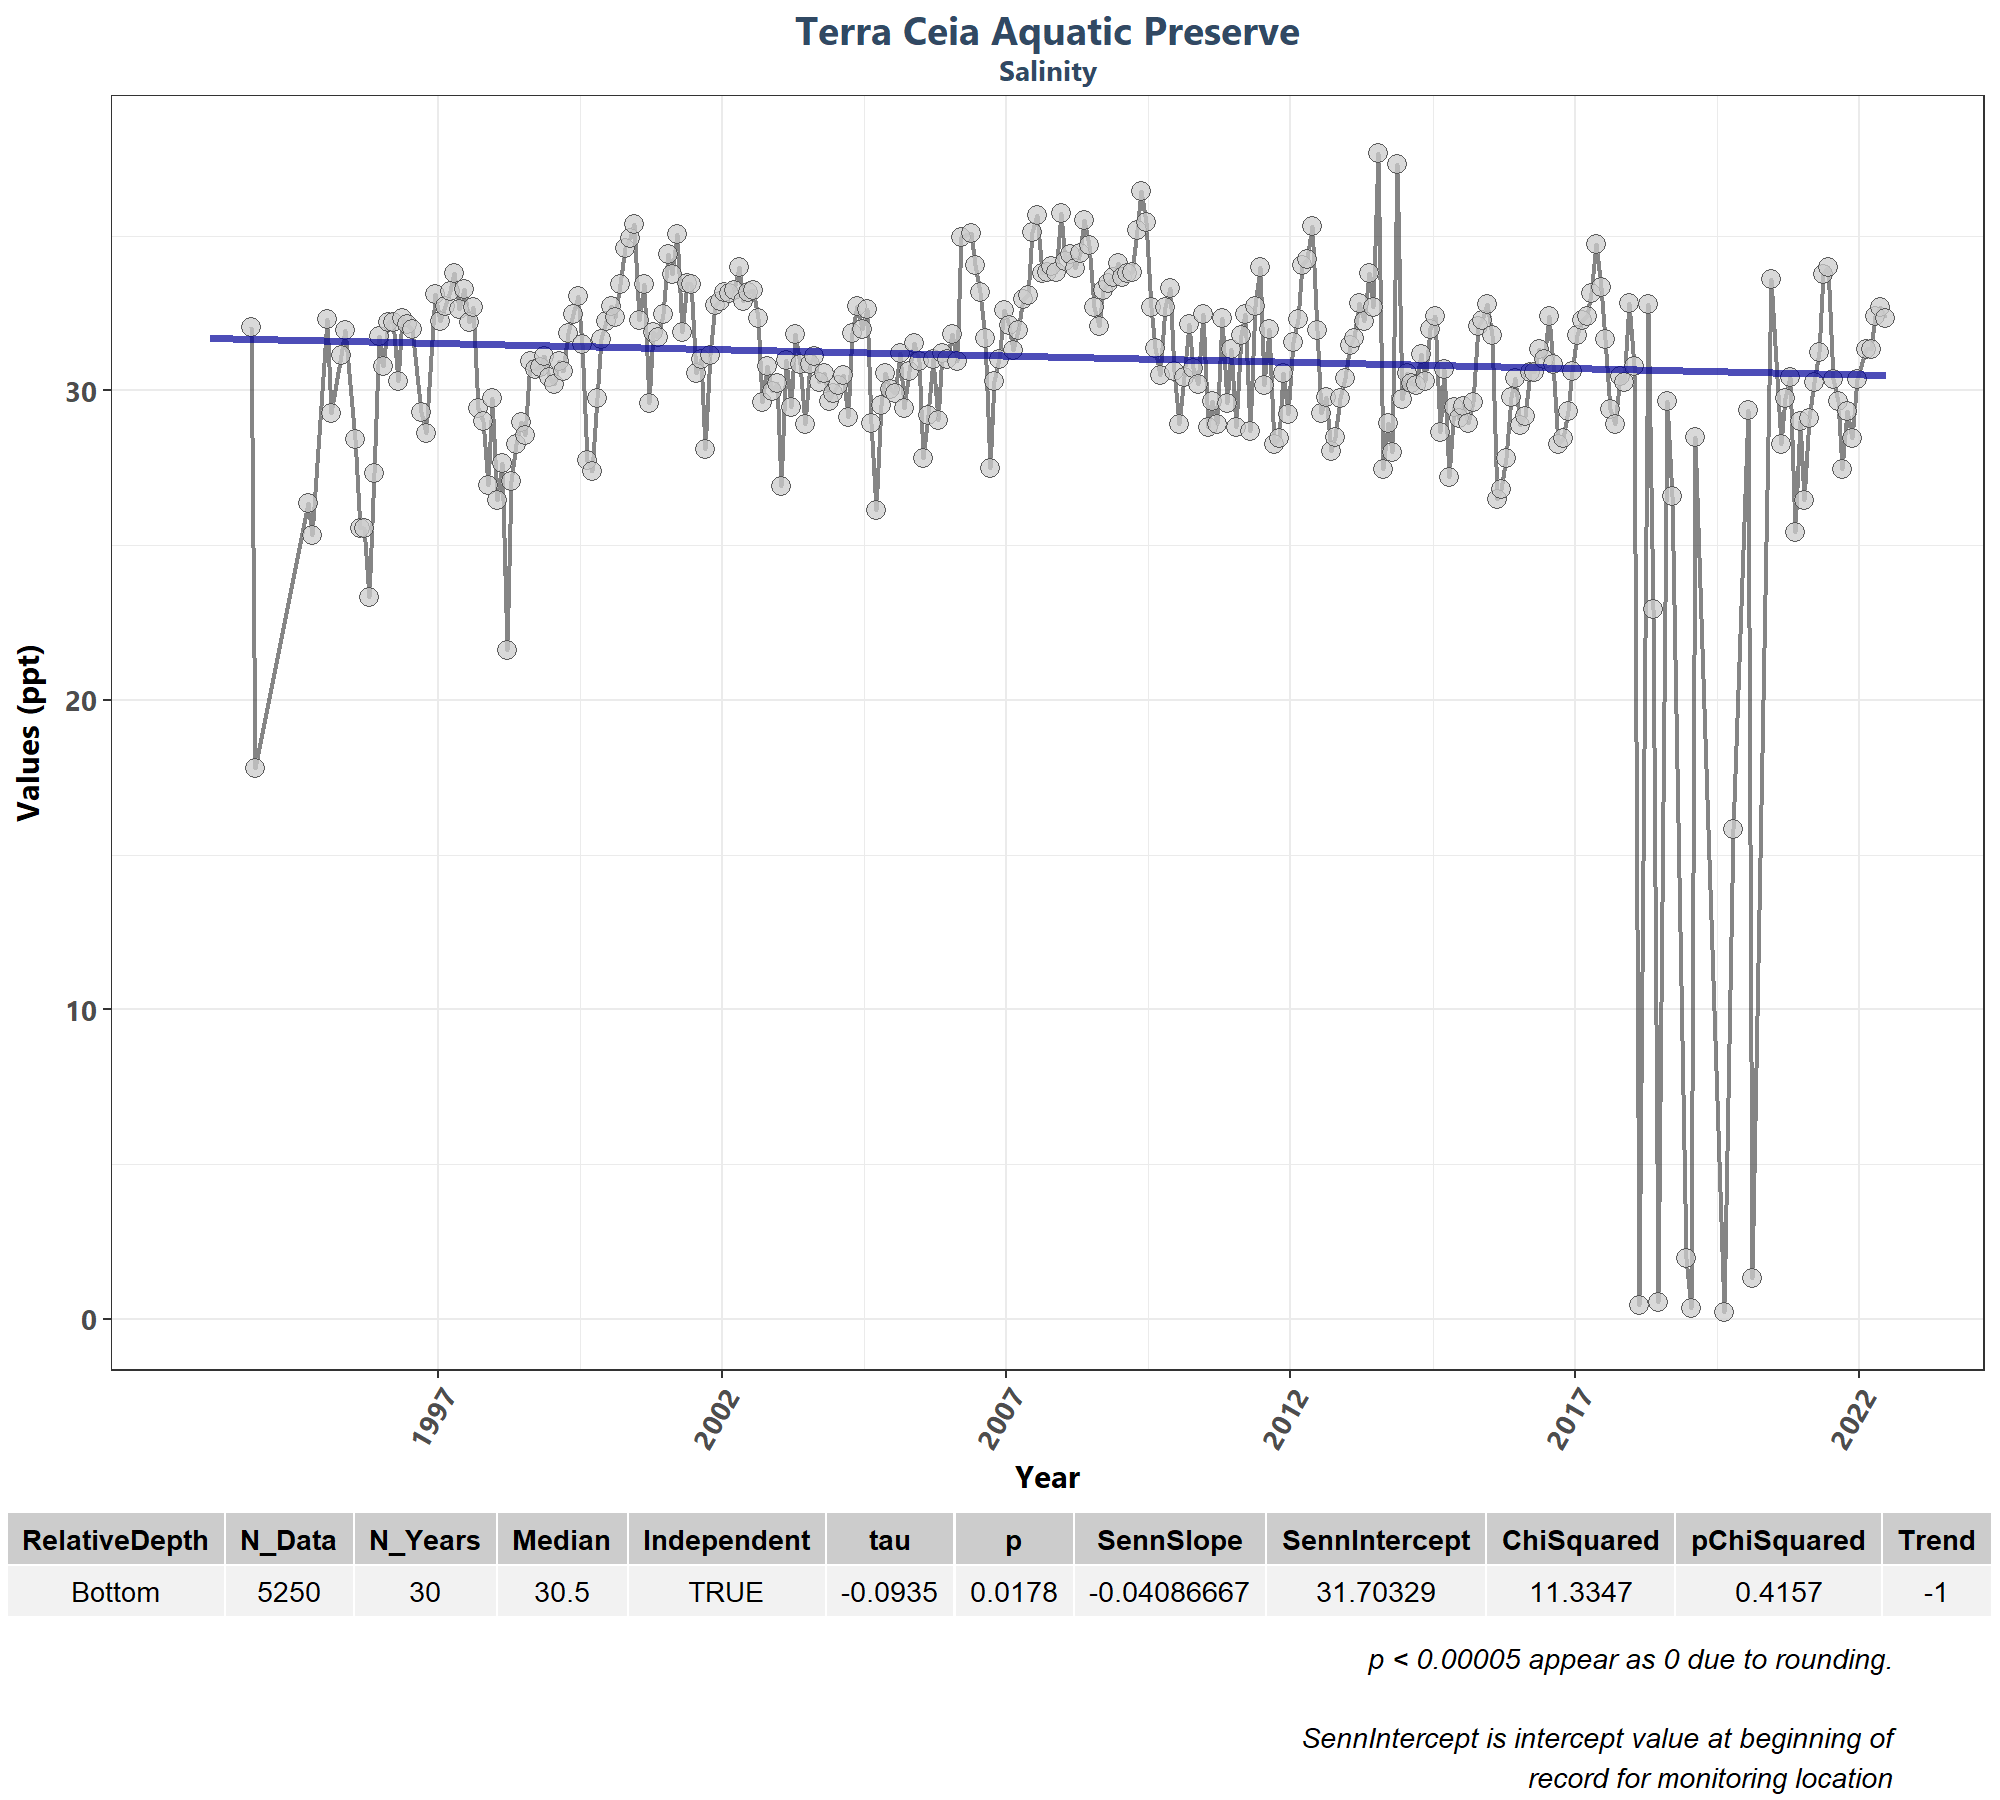 Terra Ceia Aquatic Preserve
Salinity
Values (ppt)
30
20
10
0
1997 2002 2007 2012 2017 2022
Year
RelativeDepth N_Data N_Years Median Independent tau p SennSlope SennIntercept ChiSquared pChiSquared Trend
Bottom 5250 30 30.5 TRUE -0.0935 0.0178 -0.04086667 31.70329 11.3347 0.4157 -1
p < 0.00005 appear as 0 due to rounding.
SennIntercept is intercept value at beginning of
record for monitoring location